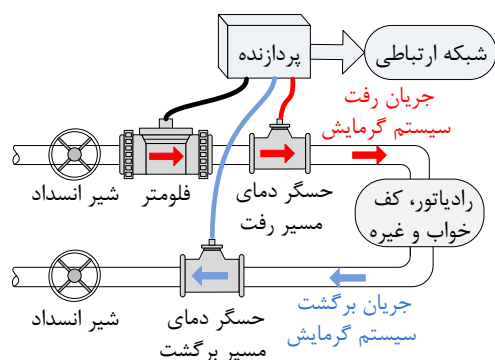 پردازنده
شبکه ارتباطی
جریان رفت
سیستم گرمایش
شیر انسداد
فلومتر
حسگر دمای
مسیر رفت
رادیاتور، کف
خواب و غیره
شیر انسداد
حسگر دمای
مسیر برگشت
جریان برگشت
سیستم گرمایش